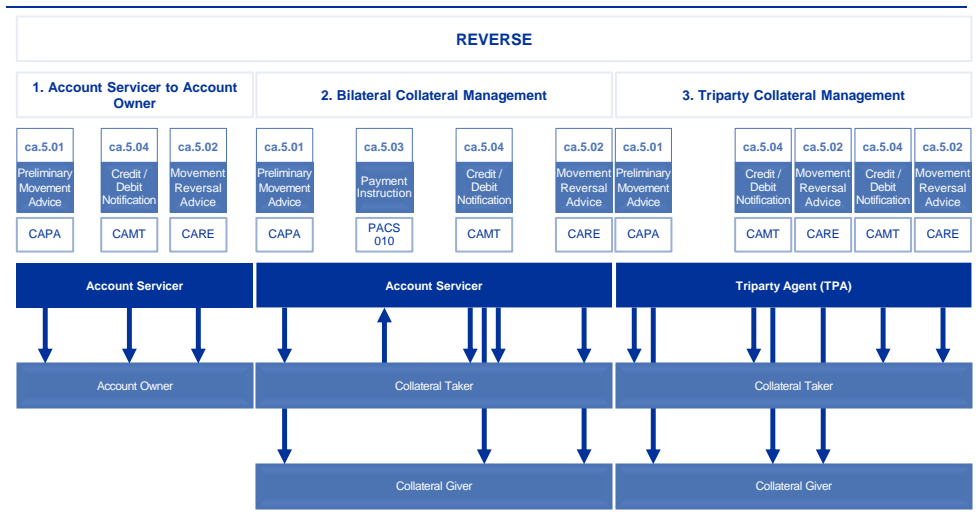 REVERSE
1. Account Servicer to Account
Owner
2. Bilateral Collateral Management
3. Triparty Collateral Management
ca.5.01
Preliminary
Movement
Advice
CAPA
ca.5.04
Credit /
Debit
Notification
CAMT
ca.5.02
Movement
Reversal
Advice
CARE
ca.5.01
Preliminary
Movement
Advice
CAPA
ca.5.03
Payment
Instruction
PACS
010
ca.5.04
Credit /
Debit
Notification
CAMT
ca.5.02
Movement
Reversal
Advice
CARE
ca.5.01
Preliminary
Movement
Advice
CAPA
ca.5.04
Credit /
Debit
Notification
CAMT
ca.5.02
Movement
Reversal
Advice
CARE
ca.5.04
Credit /
Debit
Notification
CAMT
ca.5.02
Movement
Reversal
Advice
CARE
Account Servicer
Account Servicer
Triparty Agent (TPA)
Account Owner
Collateral Taker
Collateral Taker
Collateral Giver
Collateral Giver